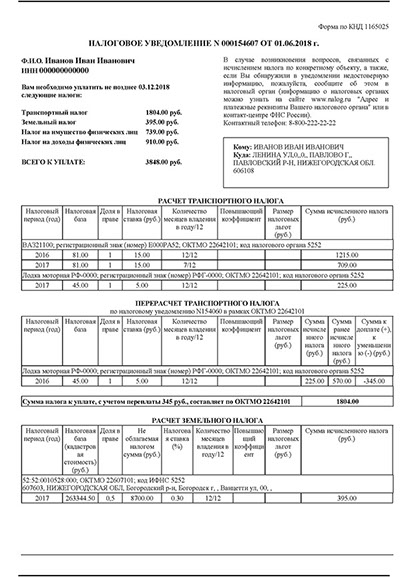 Форма по КНД 1165025
НАЛОГОВОЕ УВЕДОМЛЕНИЕ N 000154607 ОТ 01.06.2018 г.
Ф.И.О. Иванов Иван Иванович
ИНН 000000000000
Вам необходимо уплатить не позднее 03.12.2018
следующие налоги:
Транспортный налог 1804.00 руб.
Земельный налог 395.00 руб.
Налог на имущество физических лиц 739.00 руб.
Налог на доходы физических лиц 910.00 руб.
ВСЕГО К УПЛАТЕ: 3848.00 руб.
В случае возникновения вопросов, связанных с
исчислением налога по конкретному объекту, а также,
если Вы обнаружили в уведомлении недостоверную
информацию, пожалуйста, сообщите об этом в
налоговый орган (информацию о налоговых органах
можно узнать на сайте www.nalog.ru "Адрес и
платежные реквизиты Вашего налогового органа" или в
контакт-центре ФНС России).
Контактный телефон: 8-800-222-22-22
Кому: ИВАНОВ ИВАН ИВАНОВИЧ
Куда: ЛЕНИНА УЛ,0,,0,, ПАВЛОВО Г,,
ПАВЛОВСКИЙ Р-Н, НИЖЕГОРОДСКАЯ ОБЛ.
606108
РАСЧЕТ ТРАНСПОРТНОГО НАЛОГА
Налоговый период (год) Налоговая база Доля в праве Налоговая ставка (руб.) Количество месяцев владения в году/12 Повышающий коэффициент Размер налоговых льгот (руб.) Сумма исчисленного налога (руб.)
ВАЗ21100; регистрационный знак (номер) Е000РА52, ОКТМО 22642101; код налогового органа 5252
2016 81.00 1 15.00 12/12 1215.00
2017 81.00 1 15.00 7/12 709.00
Лодка моторная РФ-0000, регистрационный знак (номер) РФГ-0000, ОКТМО 22642101; код налогового органа 5252
2017 45.00 1 5.00 12/12 225.00
ПЕРЕРАСЧЕТ ТРАНСПОРТНОГО НАЛОГА
по налоговому уведомлению N154060 в рамках ОКТМО 22642101
Налоговый период (год) Налоговая база Доля в праве Налоговая ставка (руб.) Количество месяцев владения в году/12 Повышающий коэффициент Размер налоговых льгот (руб.) Сумма исчисле нного налога (руб.) Сумма ранее исчисле нного налога (руб.) Сумма к доплате (+), к уменьшени ю (-) (руб.)
Лодка моторная РФ-0000, регистрационный знак (номер) РФГ-0000, ОКТМО 22642101; код налогового органа 5252
2016 45.00 1 5.00 12/12 225.00 570.00 -345.00
Сумма налога к уплате, с учетом переплаты 345 руб., составляет по ОКТМО 22642101 1804.00
РАСЧЕТ ЗЕМЕЛЬНОГО НАЛОГА
Налоговый период (год) Налоговая база (кадастров ая стоимость) (руб.) Доля в праве Не облагаемая налогом сумма (руб.) Налогова я ставка (%) Количество месяцев владения в году/12 Повышаю щий коэффици ент Размер налоговых льгот (руб.) Сумма исчисленного налога (руб.)
52:52:0010528:000; ОКТМО 22607101; код ИФНС 5252
607603, НИЖЕГОРОДСКАЯ ОБЛ, Богородский р-н, Богородск г, , Ванцетти ул, 00, ,
2017 263344.50 0,5 8700.00 0.30 12/12 395.00